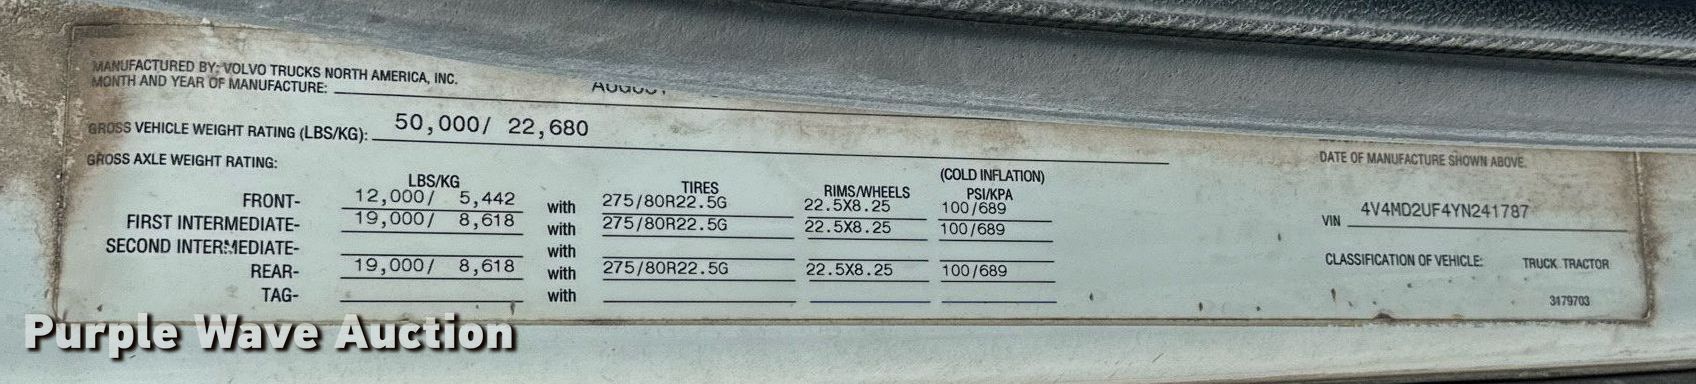 MANUFACTURED BY: VOLVO TRUCKS NORTH AMERICA, INC.
MONTH AND YEAR OF MANUFACTURE: AUGUST
GROSS VEHICLE WEIGHT RATING (LBS/KG): 50,000/ 22,680
GROSS AXLE WEIGHT RATING:
DATE OF MANUFACTURE SHOWN ABOVE.
(COLD INFLATION)
LBS/KG TIRES RIMS/WHEELS PSI/KPA
FRONT- 12,000/ 5,442 with 275/80R22.5G 22.5X8.25 100/689
FIRST INTERMEDIATE- 19,000/ 8,618 with 275/80R22.5G 22.5X8.25 100/689
SECOND INTERMEDIATE- with
REAR- 19,000/ 8,618 with 275/80R22.5G 22.5X8.25 100/689
TAG- with
VIN 4V4MD2UF4YN241787
CLASSIFICATION OF VEHICLE: TRUCK TRACTOR
3179703
Purple Wave Auction